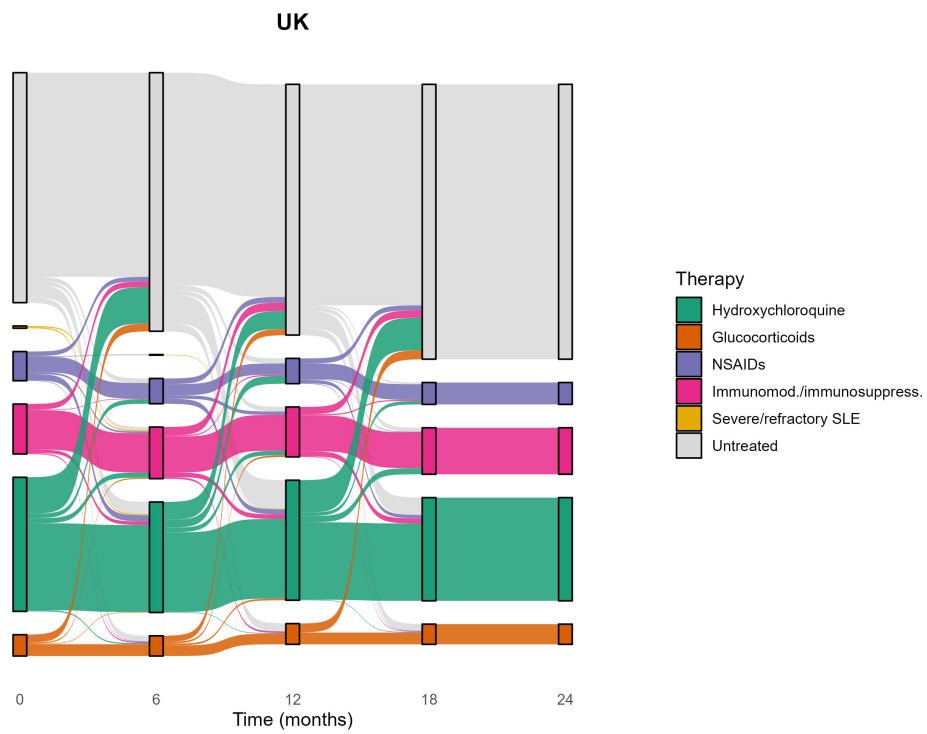 UK
Therapy
Hydroxychloroquine
Glucocorticoids
NSAIDs
Immunomod./immunosuppress.
Severe/refractory SLE
Untreated
0 6 12 18 24
Time (months)